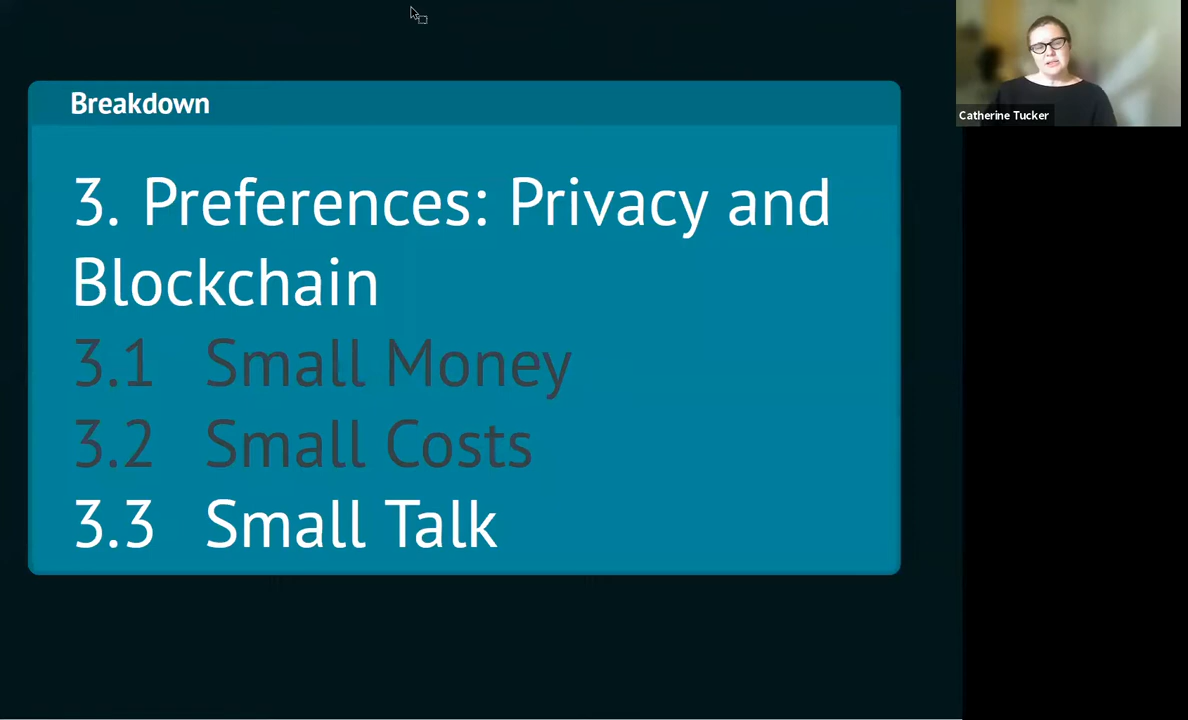 Breakdown
3. Preferences: Privacy and
Blockchain
3.1 Small Money
3.2 Small Costs
3.3 Small Talk
Catherine Tucker